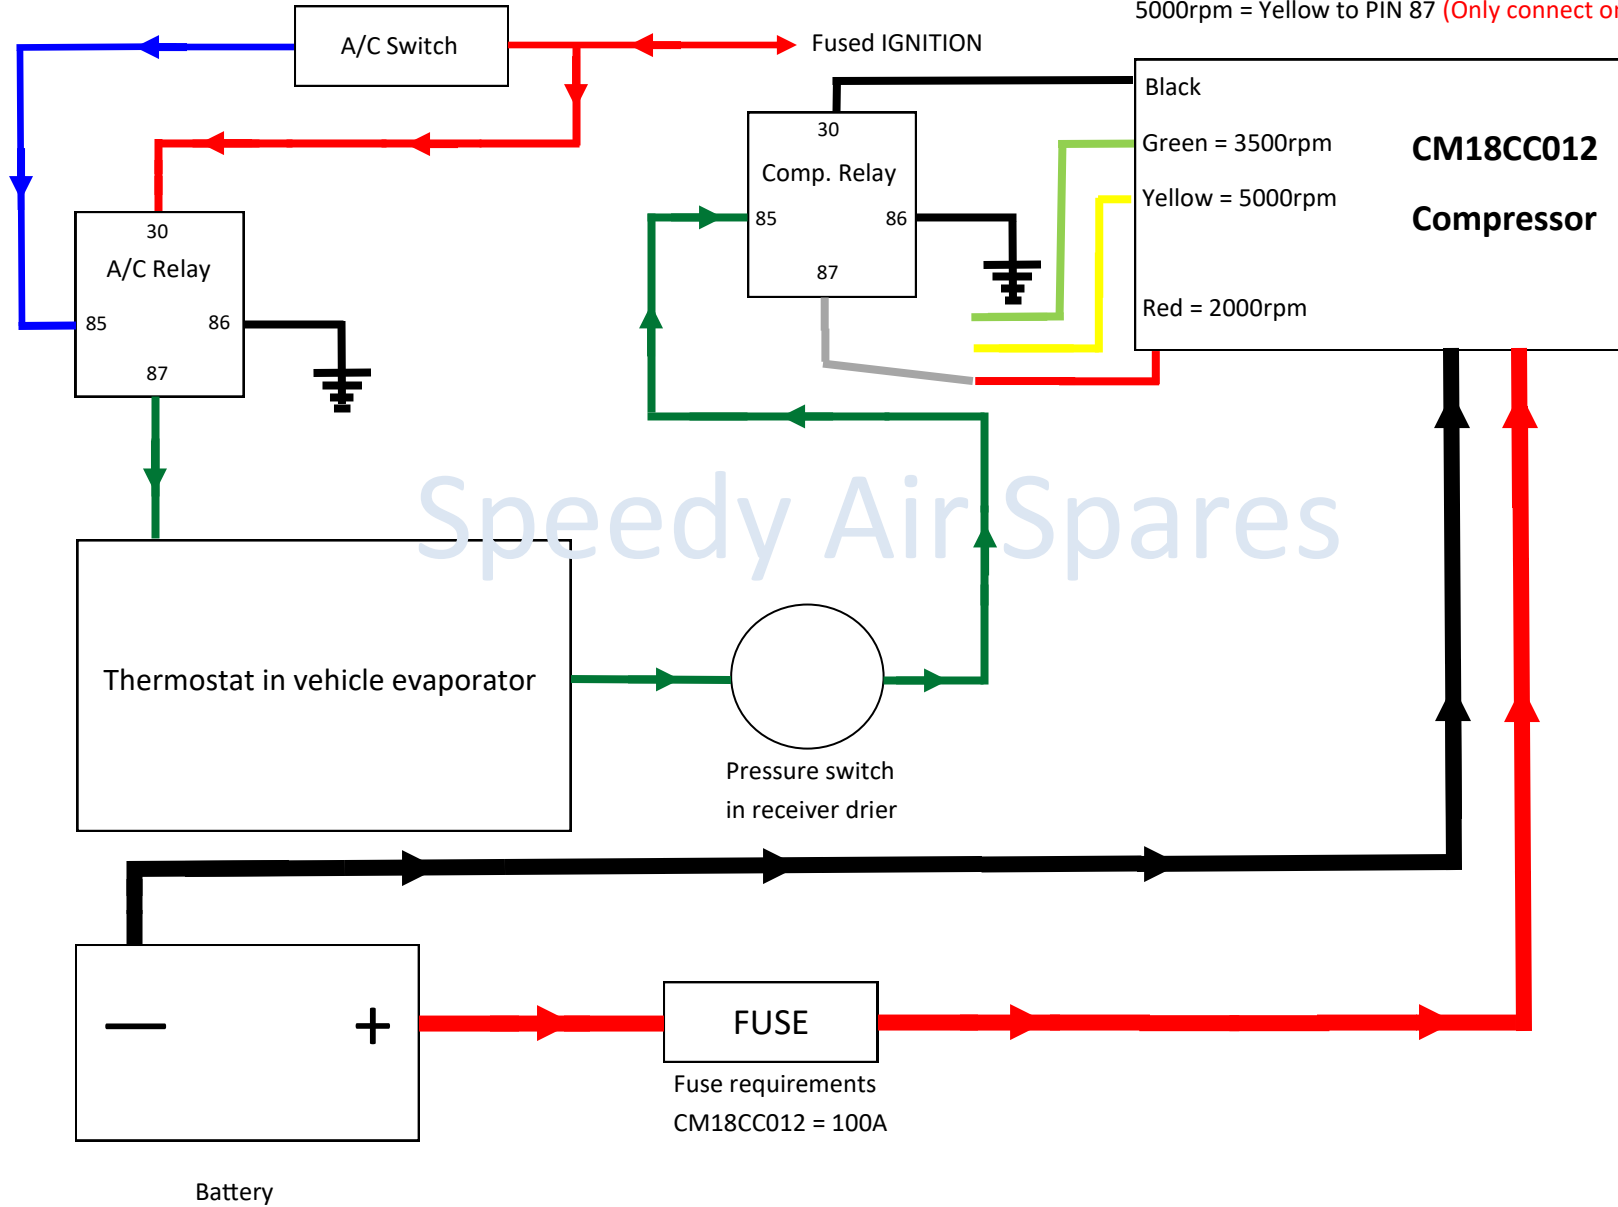 5000rpm = Yellow to PIN 87 (Only connect
A/C Switch
Fused IGNITION
Black
30
Green = 3500rpm
CM18CC012
Comp. Relay
Yellow = 5000rpm
85
86
Compressor
30
A/C Relay
87
Red = 2000rpm
85
86
87
Speedy Air Spares
Thermostat in vehicle evaporator
Pressure switch
in receiver drier
— +
FUSE
Fuse requirements
CM18CC012 = 100A
Battery